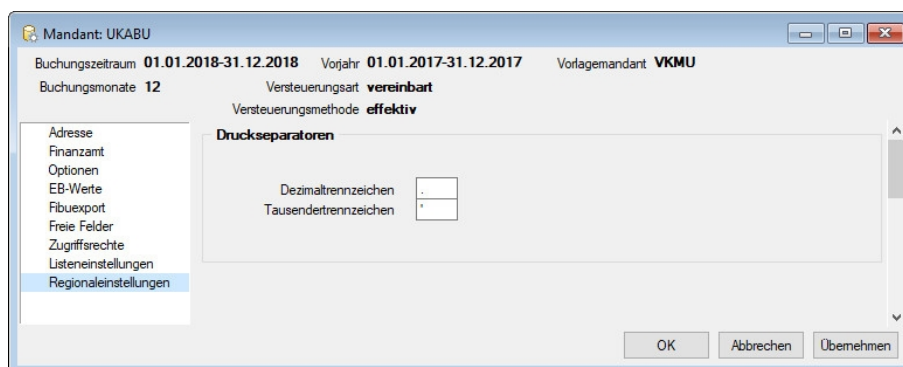 Mandant: UKABU
Buchungszeitraum 01.01.2018-31.12.2018 Vorjahr 01.01.2017-31.12.2017 Vorlagemandant VKMU
Buchungsmonate 12 Versteuerungsart vereinbart
Versteuerungsmethode effektiv
Adresse
Finanzamt
Optionen
EB-Werte
Fibuexport
Freie Felder
Zugriffsrechte
Listeneinstellungen
Regionaleinstellungen
Druckseparatoren
Dezimaltrennzeichen .
Tausendertrennzeichen '
OK Abbrechen Übernehmen